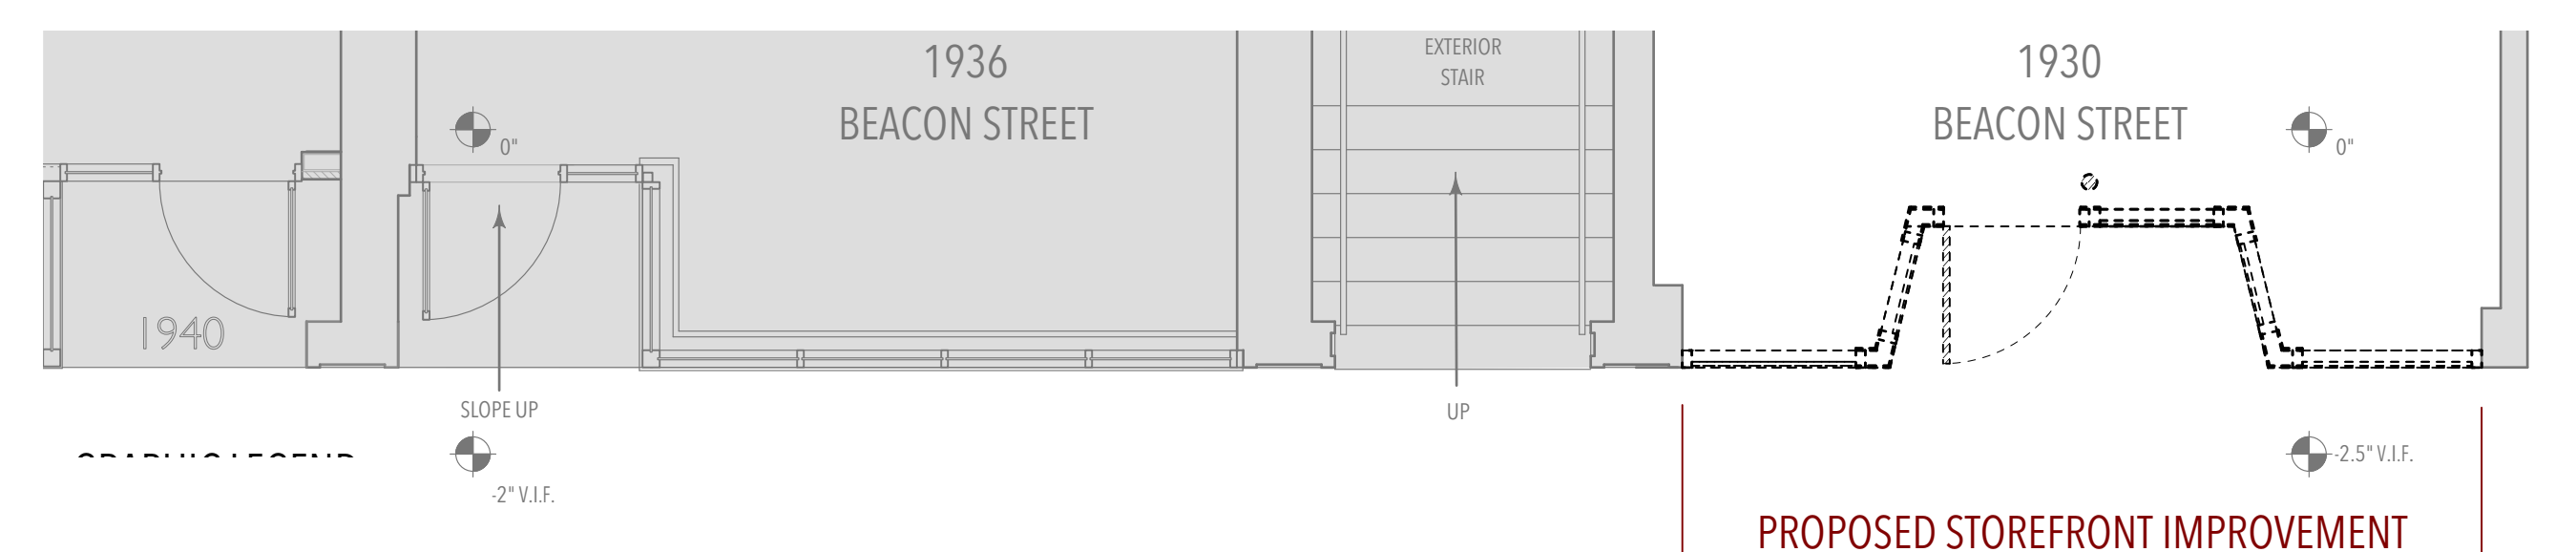 1936
BEACON STREET
EXTERIOR
STAIR
1930
BEACON STREET
0"
0"
1940
SLOPE UP
UP
-2" V.I.F.
-2.5" V.I.F.
PROPOSED STOREFRONT IMPROVEMENT